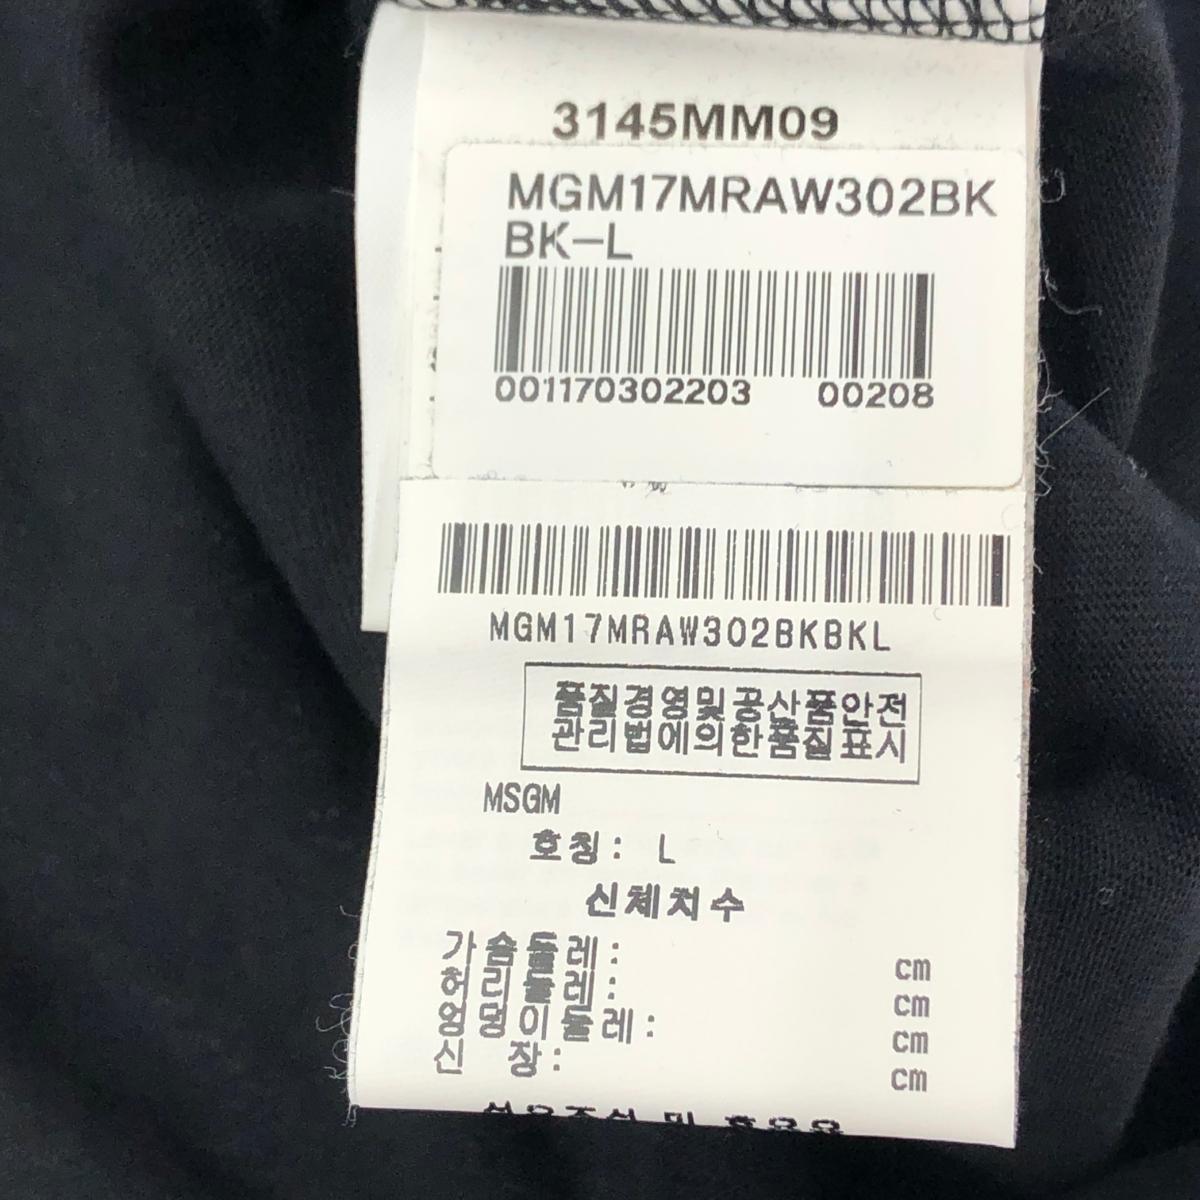 3145MM09
MGM17MRAW302BK
BK-L
001170302203 00208
MGM17MRAW302BKBKL
품질경영및공산품안전
관리법에의한품질표시
MSGM
호칭: L
신체치수
가슴둘레: cm
허리둘레: cm
엉덩이둘레: cm
신 장: cm